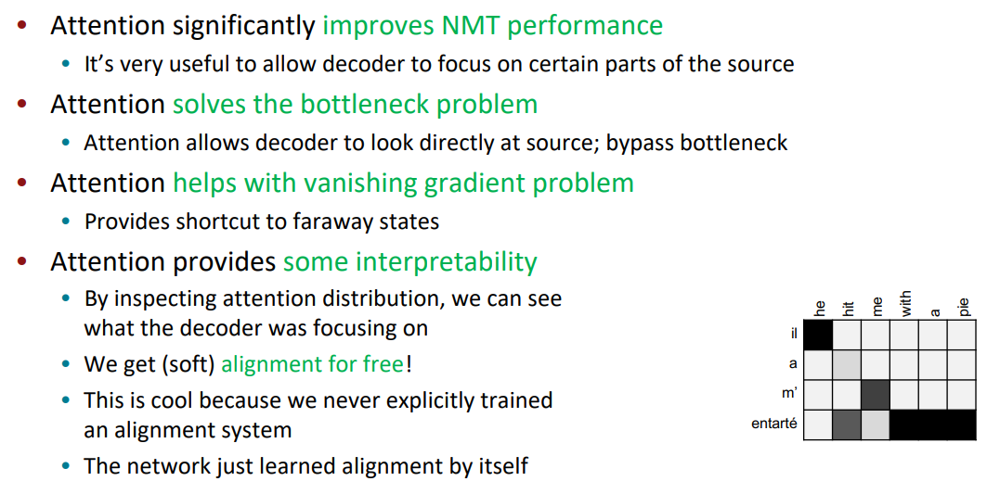 • Attention significantly improves NMT performance
• It’s very useful to allow decoder to focus on certain parts of the source
• Attention solves the bottleneck problem
• Attention allows decoder to look directly at source; bypass bottleneck
• Attention helps with vanishing gradient problem
• Provides shortcut to faraway states
• Attention provides some interpretability
• By inspecting attention distribution, we can see
what the decoder was focusing on
• We get (soft) alignment for free!
• This is cool because we never explicitly trained
an alignment system
• The network just learned alignment by itself
he hit me with a pie
il
a
m’
entarté